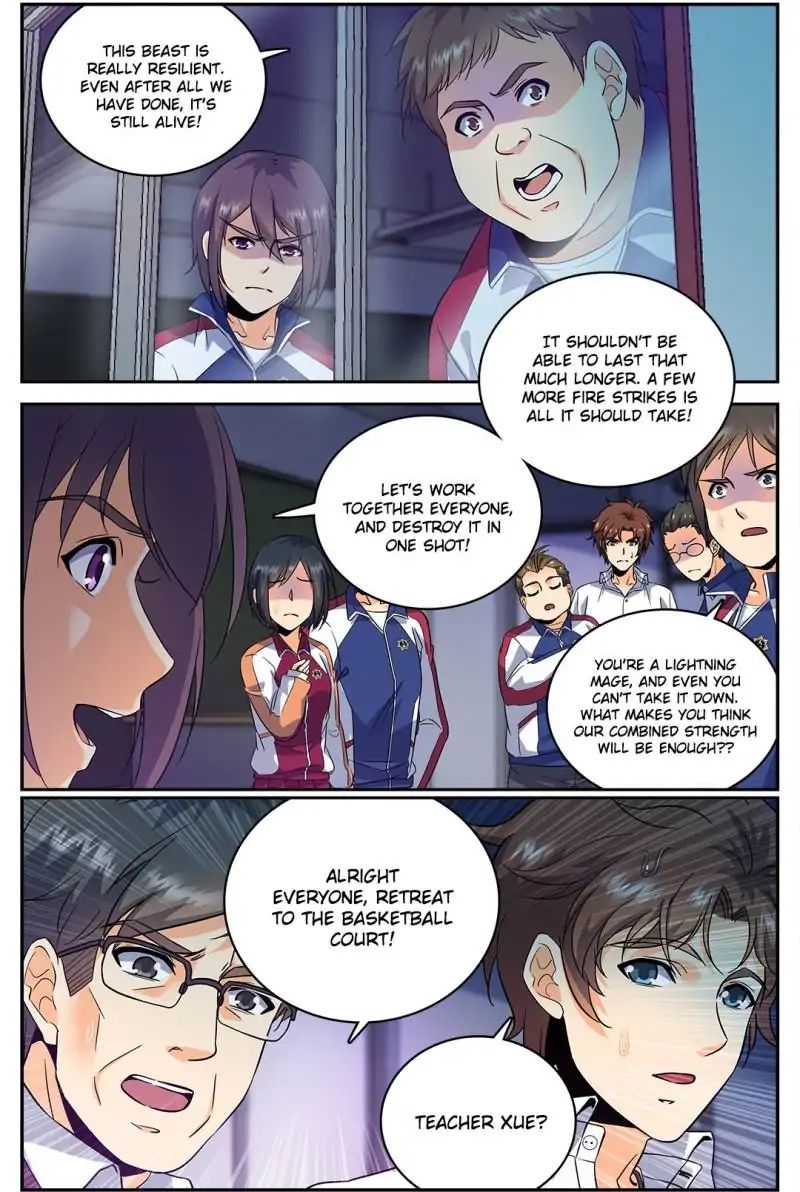 THIS BEAST IS
REALLY RESILIENT.
EVEN AFTER ALL WE
HAVE DONE, IT'S
STILL ALIVE!
IT SHOULDN'T BE
ABLE TO LAST THAT
MUCH LONGER. A FEW
MORE FIRE STRIKES IS
ALL IT SHOULD TAKE!
LET'S WORK
TOGETHER EVERYONE,
AND DESTROY IT IN
ONE SHOT!
YOU'RE A LIGHTNING
MAGE, AND EVEN YOU
CAN'T TAKE IT DOWN.
WHAT MAKES YOU THINK
OUR COMBINED STRENGTH
WILL BE ENOUGH??
ALRIGHT
EVERYONE, RETREAT
TO THE BASKETBALL
COURT!
TEACHER XUE?